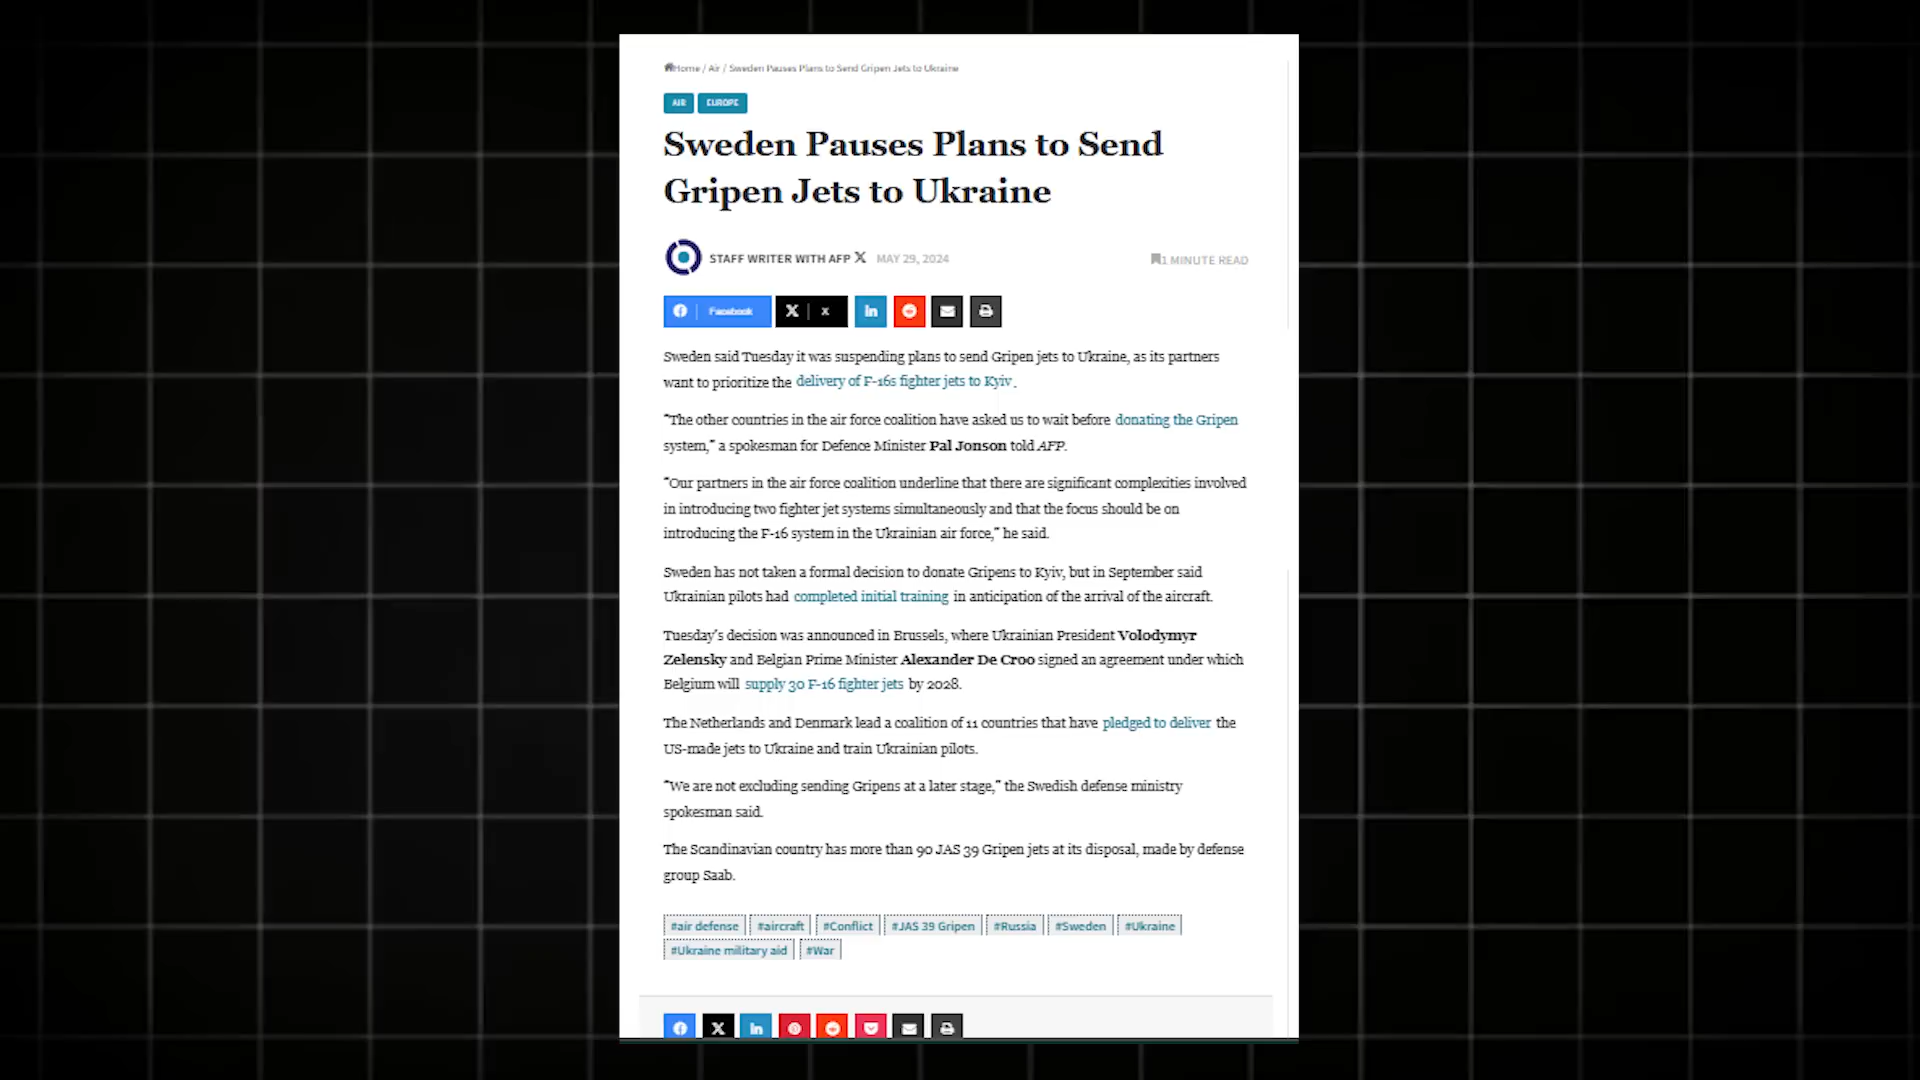 Home / Air / Sweden Pauses Plans to Send Gripen Jets to Ukraine
AIR EUROPE
Sweden Pauses Plans to Send
Gripen Jets to Ukraine
STAFF WRITER WITH AFP X MAY 29, 2024 1 MINUTE READ
Facebook X X in
Sweden said Tuesday it was suspending plans to send Gripen jets to Ukraine, as its partners
want to prioritize the delivery of F-16s fighter jets to Kyiv.
“The other countries in the air force coalition have asked us to wait before donating the Gripen
system,” a spokesman for Defence Minister Pal Jonson told AFP.
“Our partners in the air force coalition underline that there are significant complexities involved
in introducing two fighter jet systems simultaneously and that the focus should be on
introducing the F-16 system in the Ukrainian air force,” he said.
Sweden has not taken a formal decision to donate Gripens to Kyiv, but in September said
Ukrainian pilots had completed initial training in anticipation of the arrival of the aircraft.
Tuesday’s decision was announced in Brussels, where Ukrainian President Volodymyr
Zelensky and Belgian Prime Minister Alexander De Croo signed an agreement under which
Belgium will supply 30 F-16 fighter jets by 2028.
The Netherlands and Denmark lead a coalition of 11 countries that have pledged to deliver the
US-made jets to Ukraine and train Ukrainian pilots.
“We are not excluding sending Gripens at a later stage,” the Swedish defense ministry
spokesman said.
The Scandinavian country has more than 90 JAS 39 Gripen jets at its disposal, made by defense
group Saab.
#air defense #aircraft #Conflict #JAS 39 Gripen #Russia #Sweden #Ukraine
#Ukraine military aid #War
X in